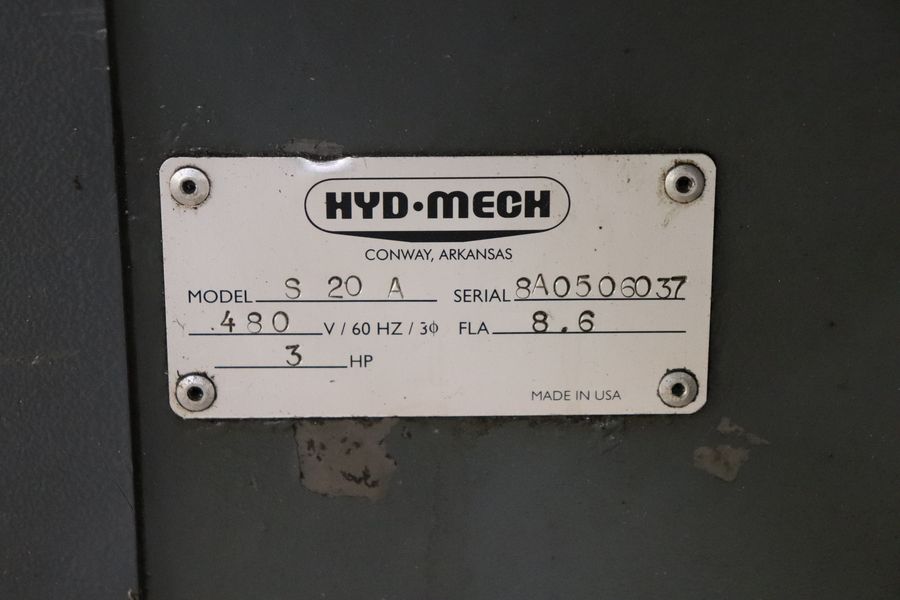 HYD·MECH
CONWAY, ARKANSAS
MODEL S 20 A SERIAL 8A0506037
480 V / 60 HZ / 3ϕ FLA 8.6
3 HP
MADE IN USA